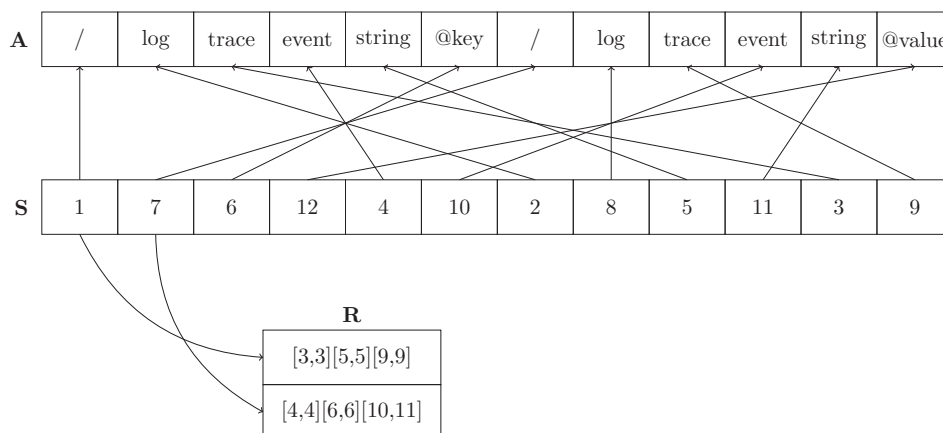 A / log trace event string @key / log trace event string @value
S 1 7 6 12 4 10 2 8 5 11 3 9
R
[3,3][5,5][9,9]
[4,4][6,6][10,11]